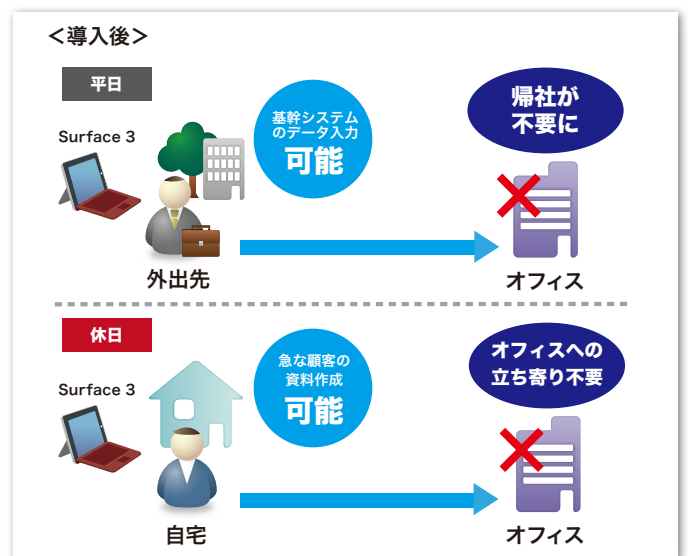 ＜導入後＞
平日
Surface 3
基幹システム
のデータ入力
可能
帰社が
不要に
外出先
オフィス
休日
Surface 3
急な顧客の
資料作成
可能
オフィスへの
立ち寄り不要
自宅
オフィス